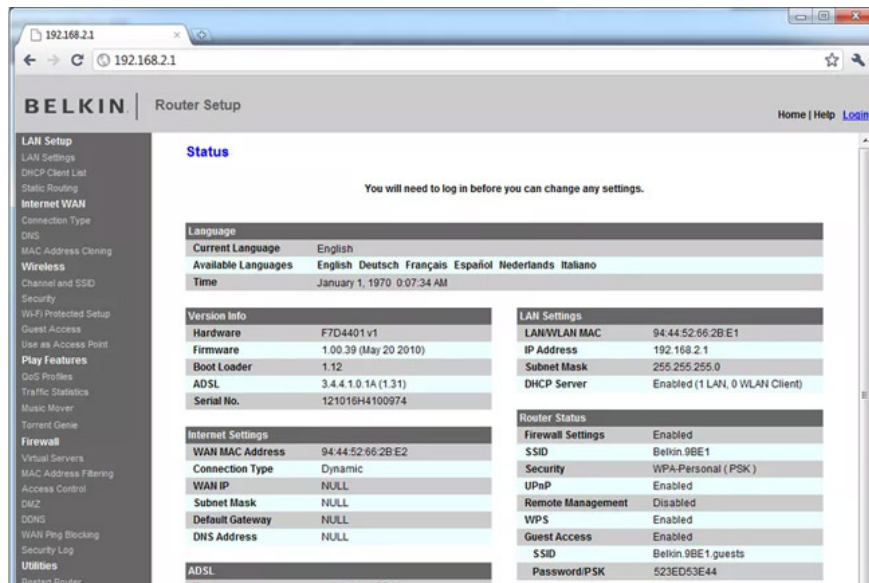 192.168.2.1
192.168.2.1
BELKIN
Router Setup
Home | Help Login
LAN Setup
LAN Settings
DHCP Client List
Static Routing
Internet WAN
Connection Type
DNS
MAC Address Cloning
Wireless
Channel and SSID
Security
Wi-Fi Protected Setup
Guest Access
Use as Access Point
Play Features
QoS Profiles
Traffic Statistics
Music Mover
Torrent Genie
Firewall
Virtual Servers
MAC Address Filtering
Access Control
DMZ
DDNS
WAN Ping Blocking
Security Log
Utilities
Restart Router
Status
You will need to log in before you can change any settings.
Language
Current Language English
Available Languages English Deutsch Français Español Nederlands Italiano
Time January 1, 1970 0:07:34 AM
Version Info
Hardware F7D4401 v1
Firmware 1.00.39 (May 20 2010)
Boot Loader 1.12
ADSL 3.4.4.1.0.1A (1.31)
Serial No. 121016H4100974
Internet Settings
WAN MAC Address 94:44:52:66:2B:E2
Connection Type Dynamic
WAN IP NULL
Subnet Mask NULL
Default Gateway NULL
DNS Address NULL
ADSL
LAN Settings
LAN/WLAN MAC 94:44:52:66:2B:E1
IP Address 192.168.2.1
Subnet Mask 255.255.255.0
DHCP Server Enabled (1 LAN, 0 WLAN Client)
Router Status
Firewall Settings Enabled
SSID Belkin.9BE1
Security WPA-Personal ( PSK )
UPnP Enabled
Remote Management Disabled
WPS Enabled
Guest Access Enabled
SSID Belkin.9BE1.guests
Password/PSK 523ED53E44